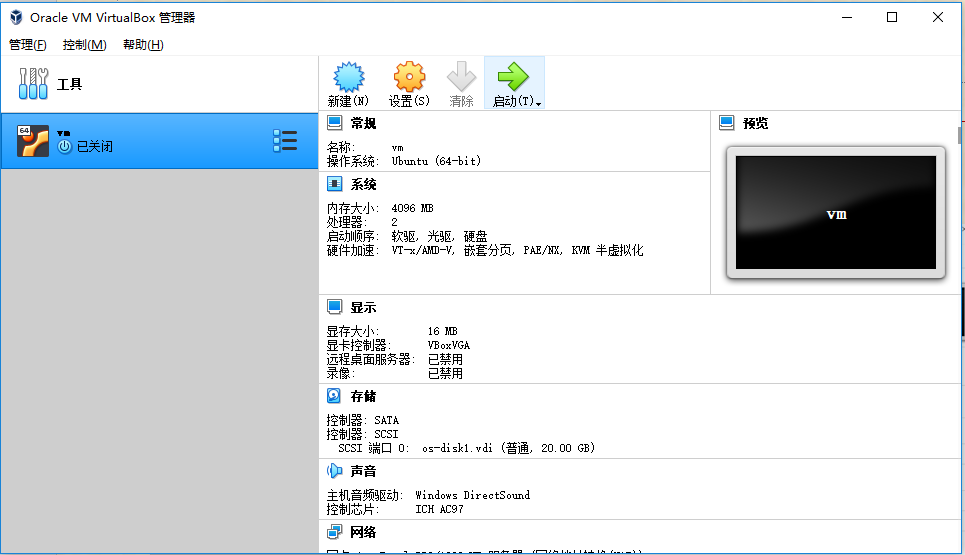 Oracle VM VirtualBox 管理器
管理(F) 控制(M) 帮助(H)
工具
新建(N) 设置(S) 清除 启动(T)
64
vm
已关闭
常规
名称: vm
操作系统: Ubuntu (64-bit)
预览
vm
系统
内存大小: 4096 MB
处理器: 2
启动顺序: 软驱, 光驱, 硬盘
硬件加速: VT-x/AMD-V, 嵌套分页, PAE/NX, KVM 半虚拟化
显示
显存大小: 16 MB
显卡控制器: VBoxVGA
远程桌面服务器: 已禁用
录像: 已禁用
存储
控制器: SATA
控制器: SCSI
SCSI 端口 0: os-disk1.vdi (普通, 20.00 GB)
声音
主机音频驱动: Windows DirectSound
控制芯片: ICH AC97
网络